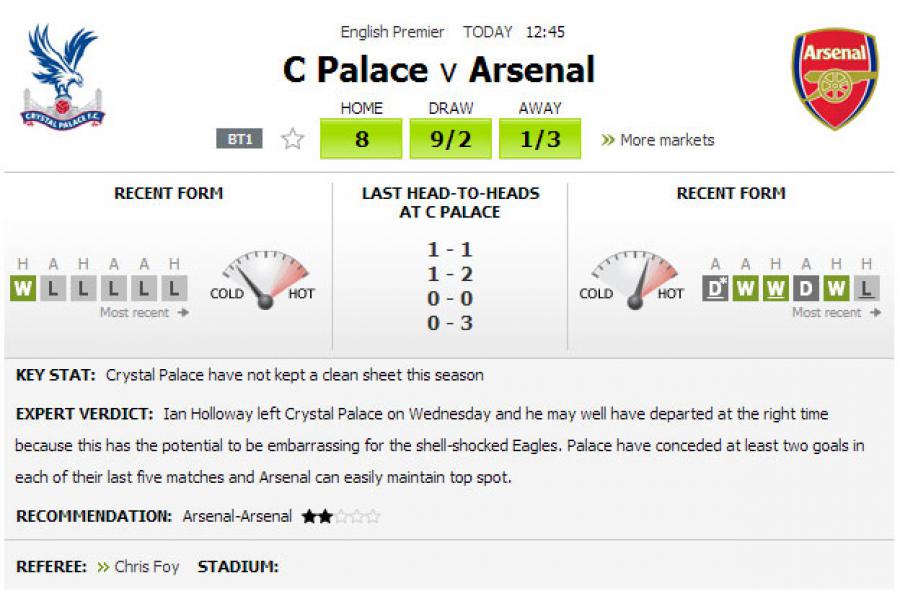 English Premier TODAY 12:45
C Palace v Arsenal
CRYSTAL PALACE F.C.
Arsenal
HOME DRAW AWAY
BT1 8 9/2 1/3 » More markets
RECENT FORM
LAST HEAD-TO-HEADS
AT C PALACE
RECENT FORM
H A H A A H
W L L L L L
COLD HOT
Most recent
1 - 1
1 - 2
0 - 0
0 - 3
COLD HOT
A A H A H H
D* W W D W L
Most recent
KEY STAT: Crystal Palace have not kept a clean sheet this season
EXPERT VERDICT: Ian Holloway left Crystal Palace on Wednesday and he may well have departed at the right time
because this has the potential to be embarrassing for the shell-shocked Eagles. Palace have conceded at least two goals in
each of their last five matches and Arsenal can easily maintain top spot.
RECOMMENDATION: Arsenal-Arsenal ★★☆☆☆
REFEREE: » Chris Foy STADIUM: